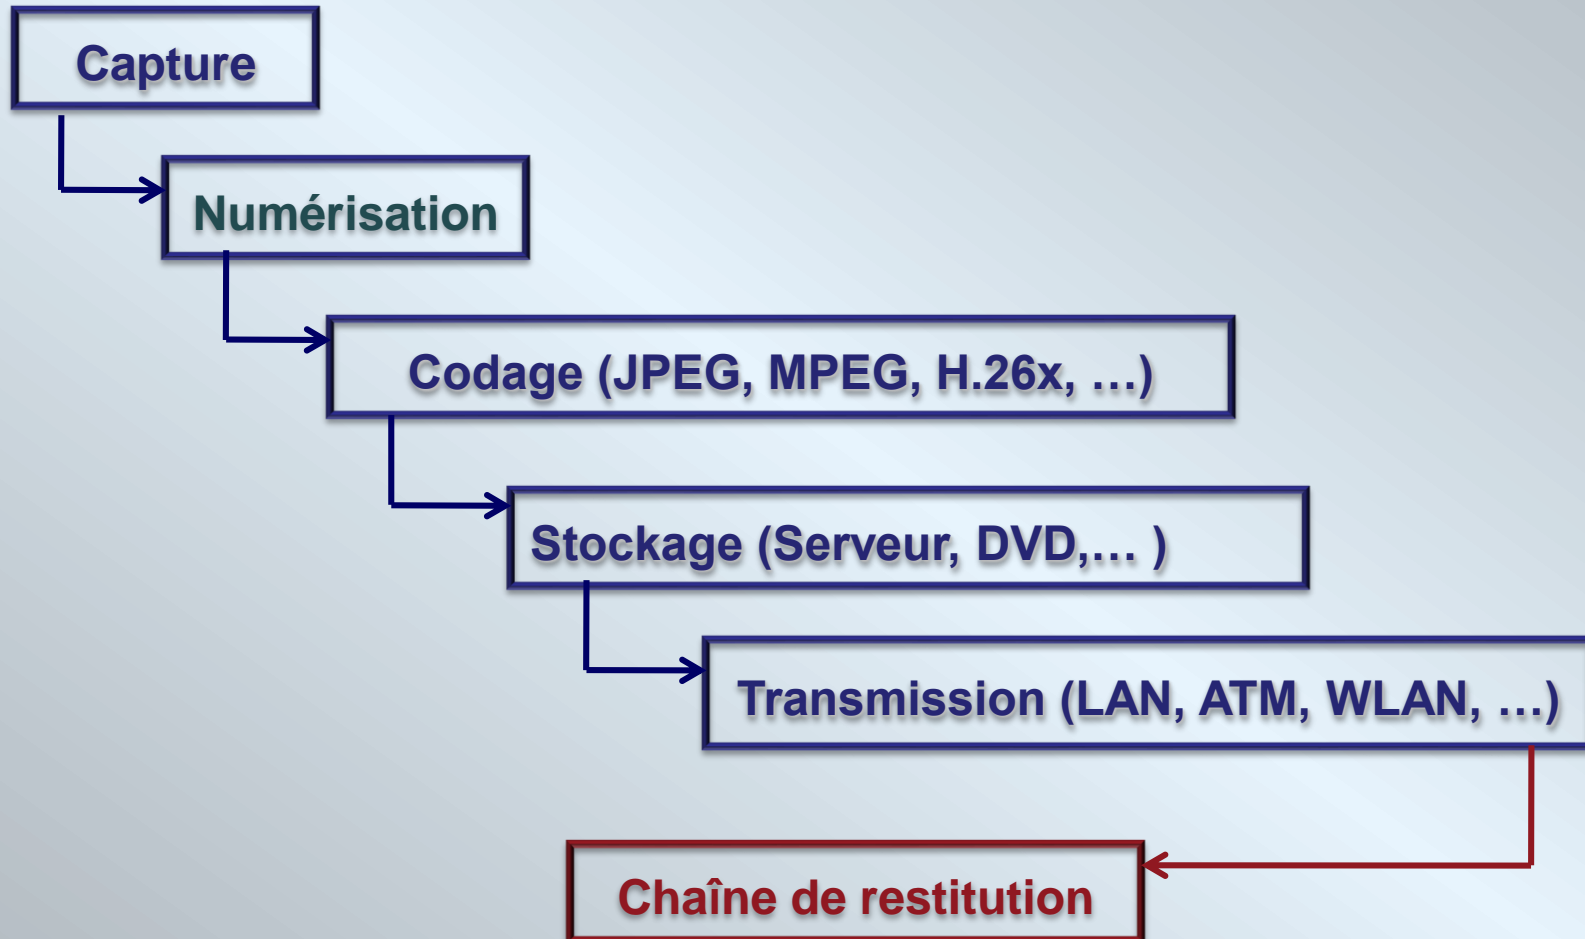 Capture
Numérisation
Codage (JPEG, MPEG, H.26x, …)
Stockage (Serveur, DVD,… )
Transmission (LAN, ATM, WLAN, …)
Chaîne de restitution